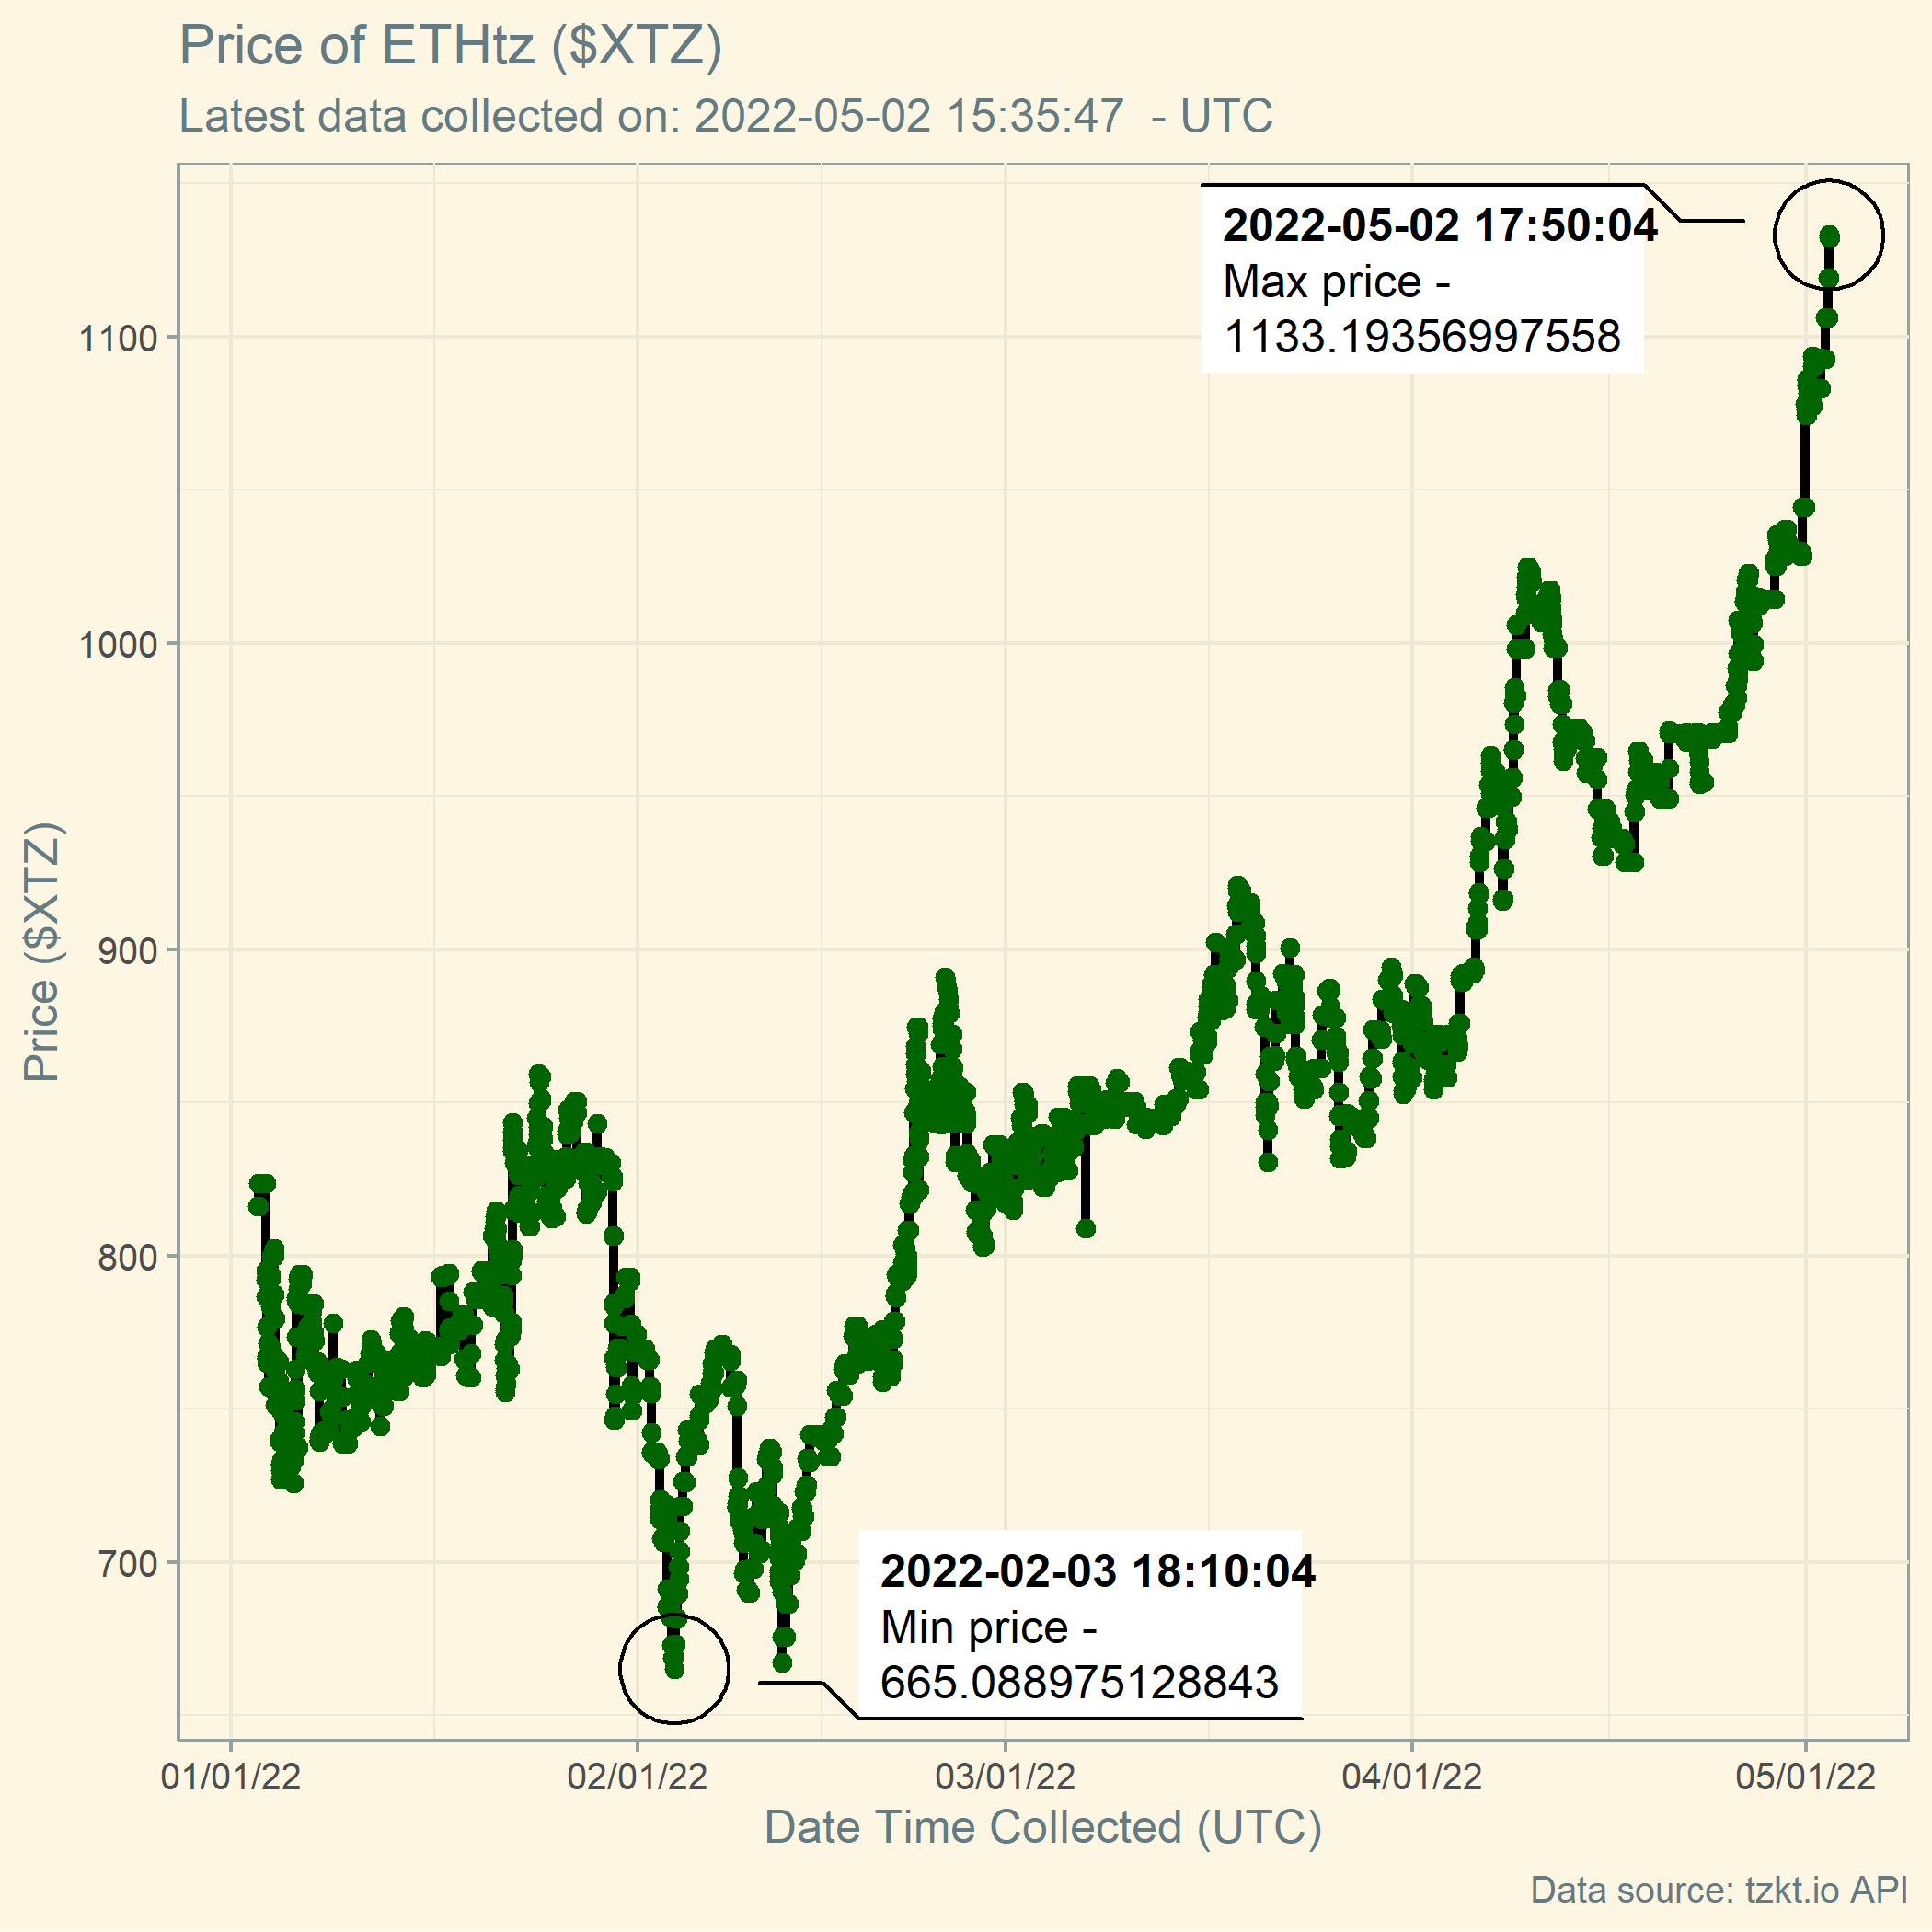 Price of ETHtz ($XTZ)
Latest data collected on: 2022-05-02 15:35:47  - UTC
2022-05-02 17:50:04
Max price -
1133.19356997558
1100
1000
900
800
700
Price ($XTZ)
2022-02-03 18:10:04
Min price -
665.088975128843
01/01/22 02/01/22 03/01/22 04/01/22 05/01/22
Date Time Collected (UTC)
Data source: tzkt.io API